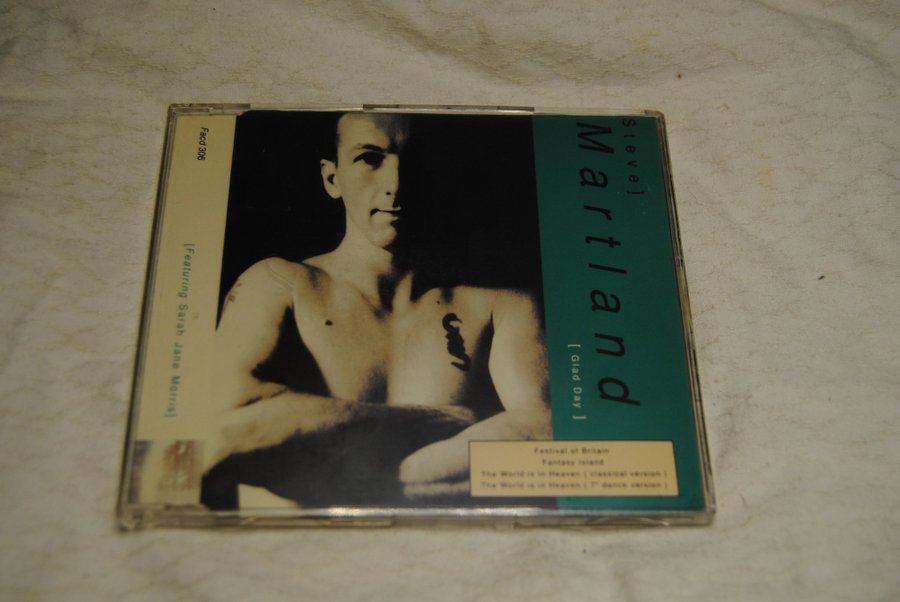 Facd 306
[Featuring Sarah Jane Morris]
Steve]
Martland
[ Glad Day ]
Festival of Britain
Fantasy Island
The World is in Heaven ( classical version )
The World is in Heaven ( 7" dance version )